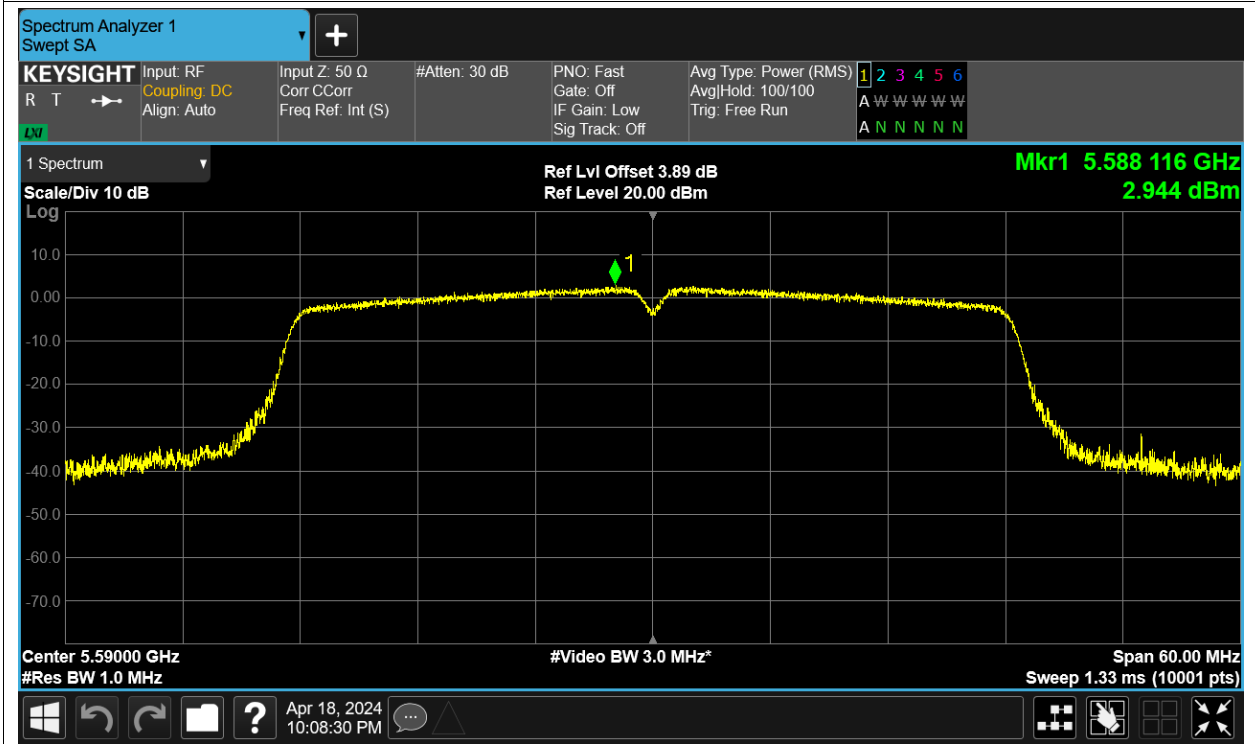 Spectrum Analyzer 1
Swept SA
+
KEYSIGHT
R T
LXI
Input: RF
Coupling: DC
Align: Auto
Input Z: 50 Ω
Corr CCorr
Freq Ref: Int (S)
#Atten: 30 dB
PNO: Fast
Gate: Off
IF Gain: Low
Sig Track: Off
Avg Type: Power (RMS)
Avg|Hold: 100/100
Trig: Free Run
1 2 3 4 5 6
A W W W W W
A N N N N N
1 Spectrum
Scale/Div 10 dB
Log
Ref Lvl Offset 3.89 dB
Ref Level 20.00 dBm
Mkr1 5.588 116 GHz
2.944 dBm
1
10.0
0.00
-10.0
-20.0
-30.0
-40.0
-50.0
-60.0
-70.0
Center 5.59000 GHz
#Res BW 1.0 MHz
#Video BW 3.0 MHz*
Span 60.00 MHz
Sweep 1.33 ms (10001 pts)
?
Apr 18, 2024
10:08:30 PM